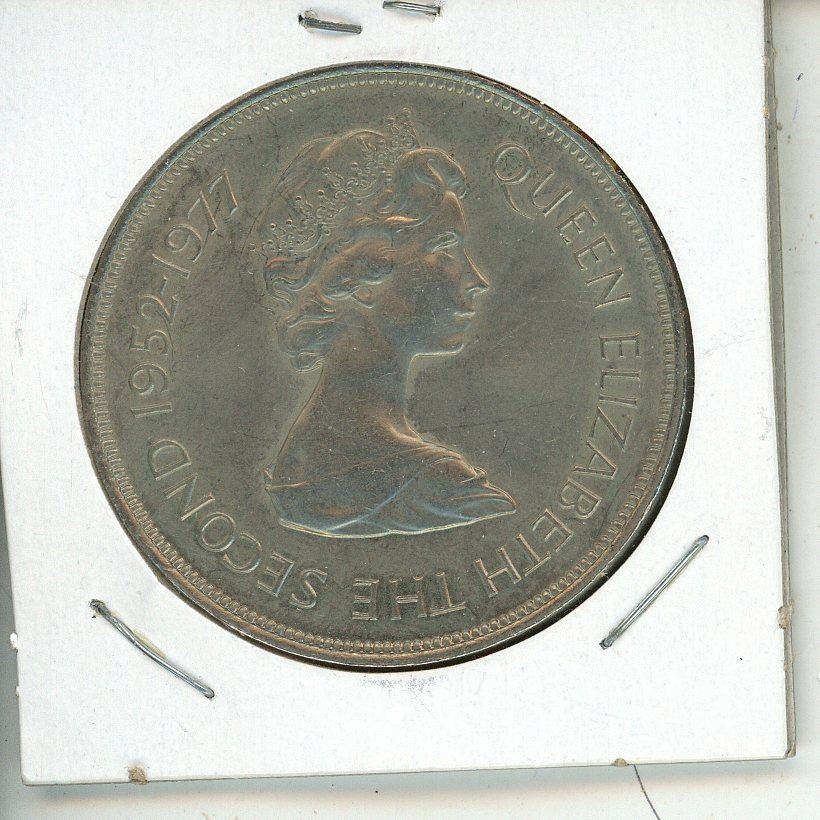 QUEEN ELIZABETH THE SECOND 1952-1977